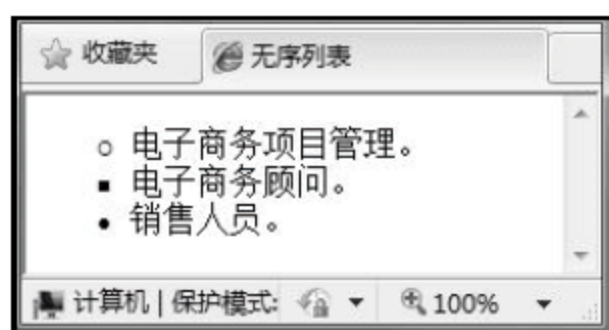 收藏夹 无序列表
电子商务项目管理。
电子商务顾问。
销售人员。
计算机 | 保护模式: 100%